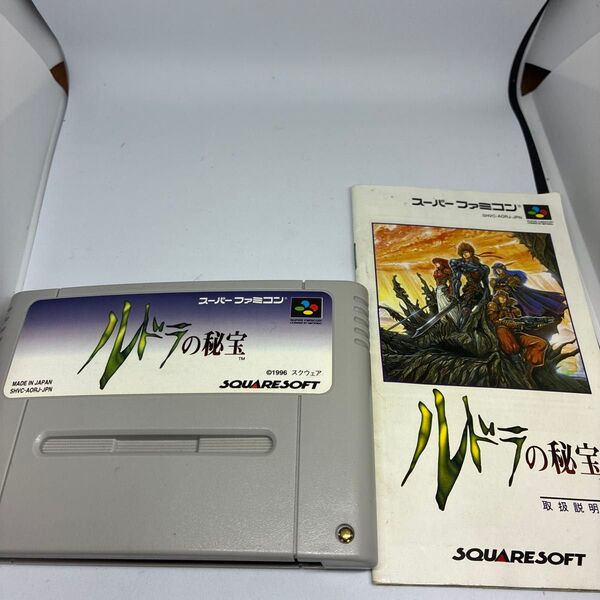 スーパーファミコン
ルドラの秘宝™
©1996 スクウェア
MADE IN JAPAN
SHVC-AORJ-JPN
SQUARESOFT
スーパーファミコン
SHVC-AORJ-JPN
ルドラの秘宝
取扱説明
SQUARESOFT